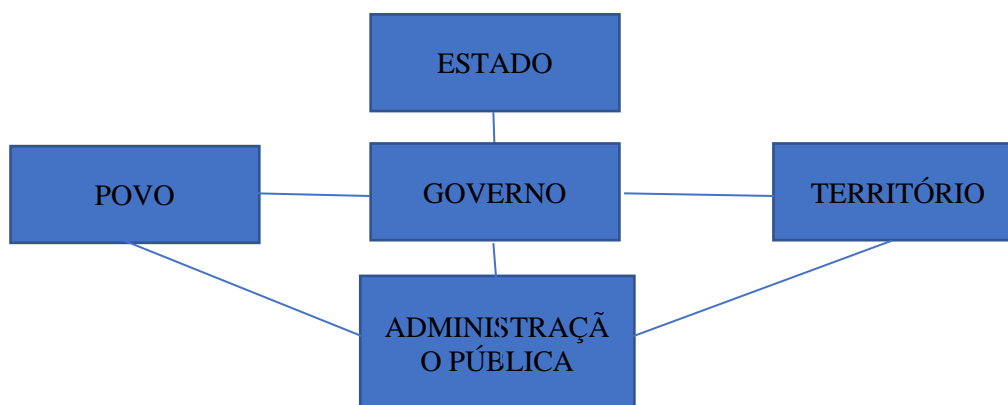 ESTADO
POVO
GOVERNO
TERRITÓRIO
ADMINISTRAÇÃ
O PÚBLICA